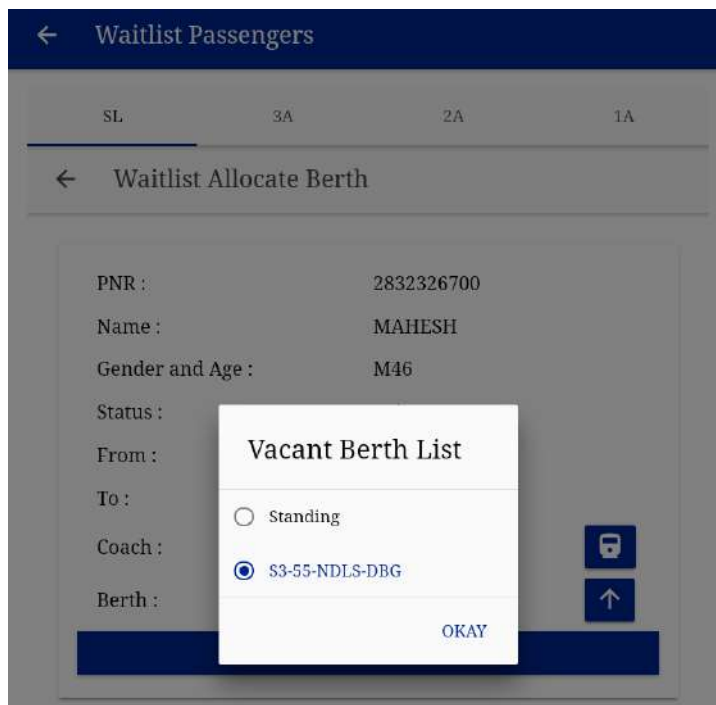 Waitlist Passengers
SL 3A 2A 1A
Waitlist Allocate Berth
PNR : 2832326700
Name : MAHESH
Gender and Age : M46
Status :
From :
To :
Coach :
Berth :
Vacant Berth List
Standing
S3-55-NDLS-DBG
OKAY